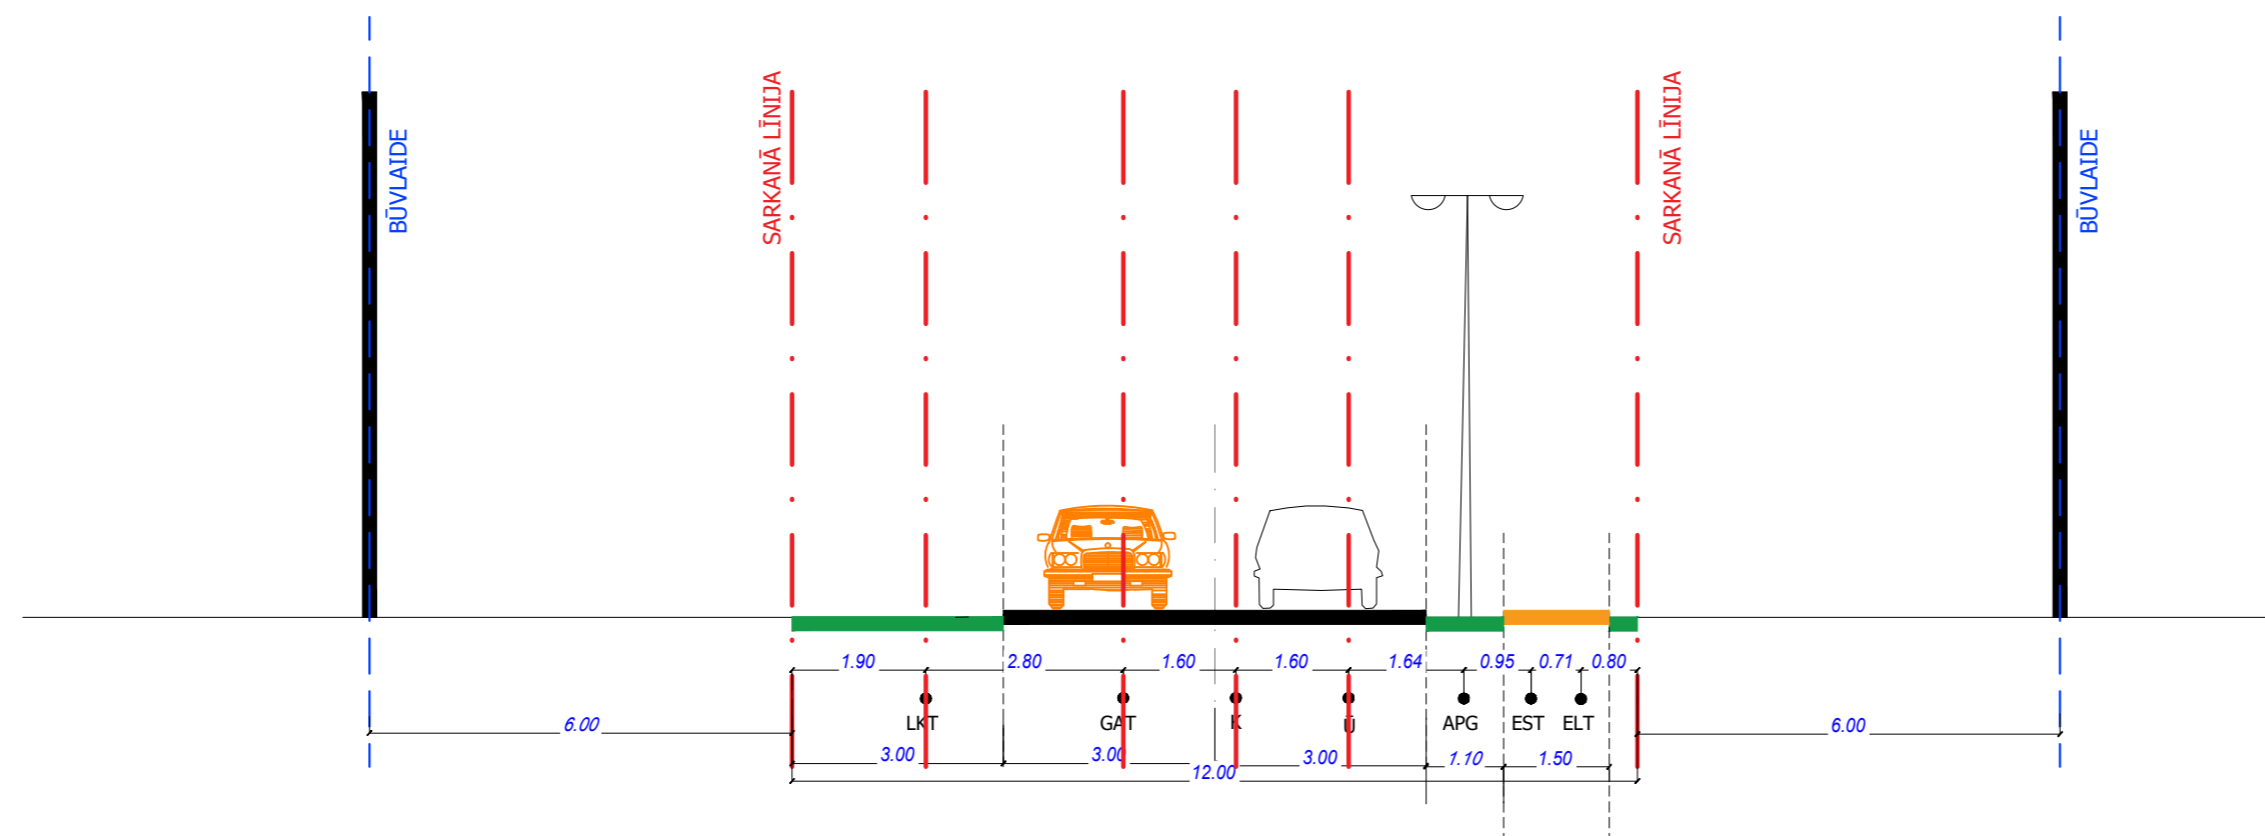 SARKANĀ LĪNIJA
SARKANĀ LĪNIJA
BŪVLAIDE
BŪVLAIDE
1.90 2.80 1.60 1.60 1.64 0.95 0.71 0.80
LKT GAT K Ū APG EST ELT
6.00 6.00
3.00 3.00 3.00 1.10 1.50
12.00